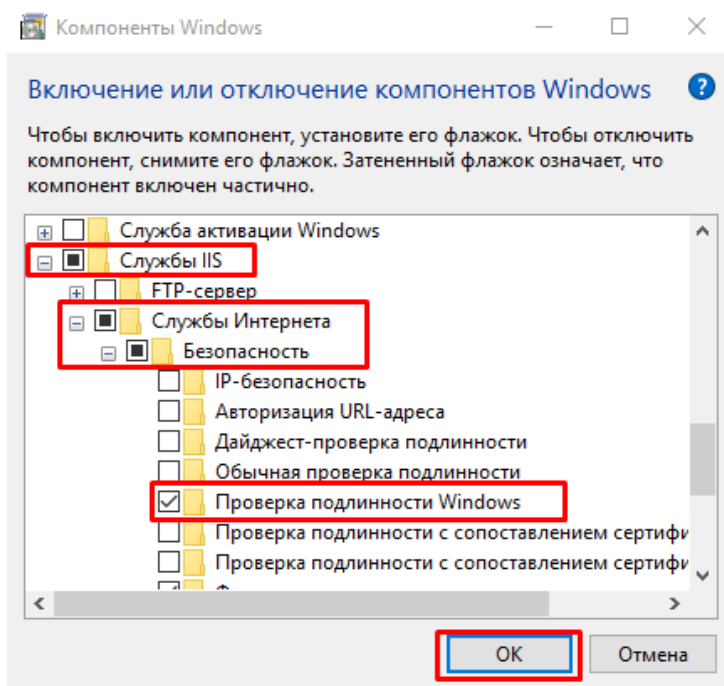 Компоненты Windows
Включение или отключение компонентов Windows
?
Чтобы включить компонент, установите его флажок. Чтобы отключить
компонент, снимите его флажок. Затененный флажок означает, что
компонент включен частично.
Служба активации Windows
Службы IIS
FTP-сервер
Службы Интернета
Безопасность
IP-безопасность
Авторизация URL-адреса
Дайджест-проверка подлинности
Обычная проверка подлинности
Проверка подлинности Windows
Проверка подлинности с сопоставлением сертифи
Проверка подлинности с сопоставлением сертифи
OK
Отмена